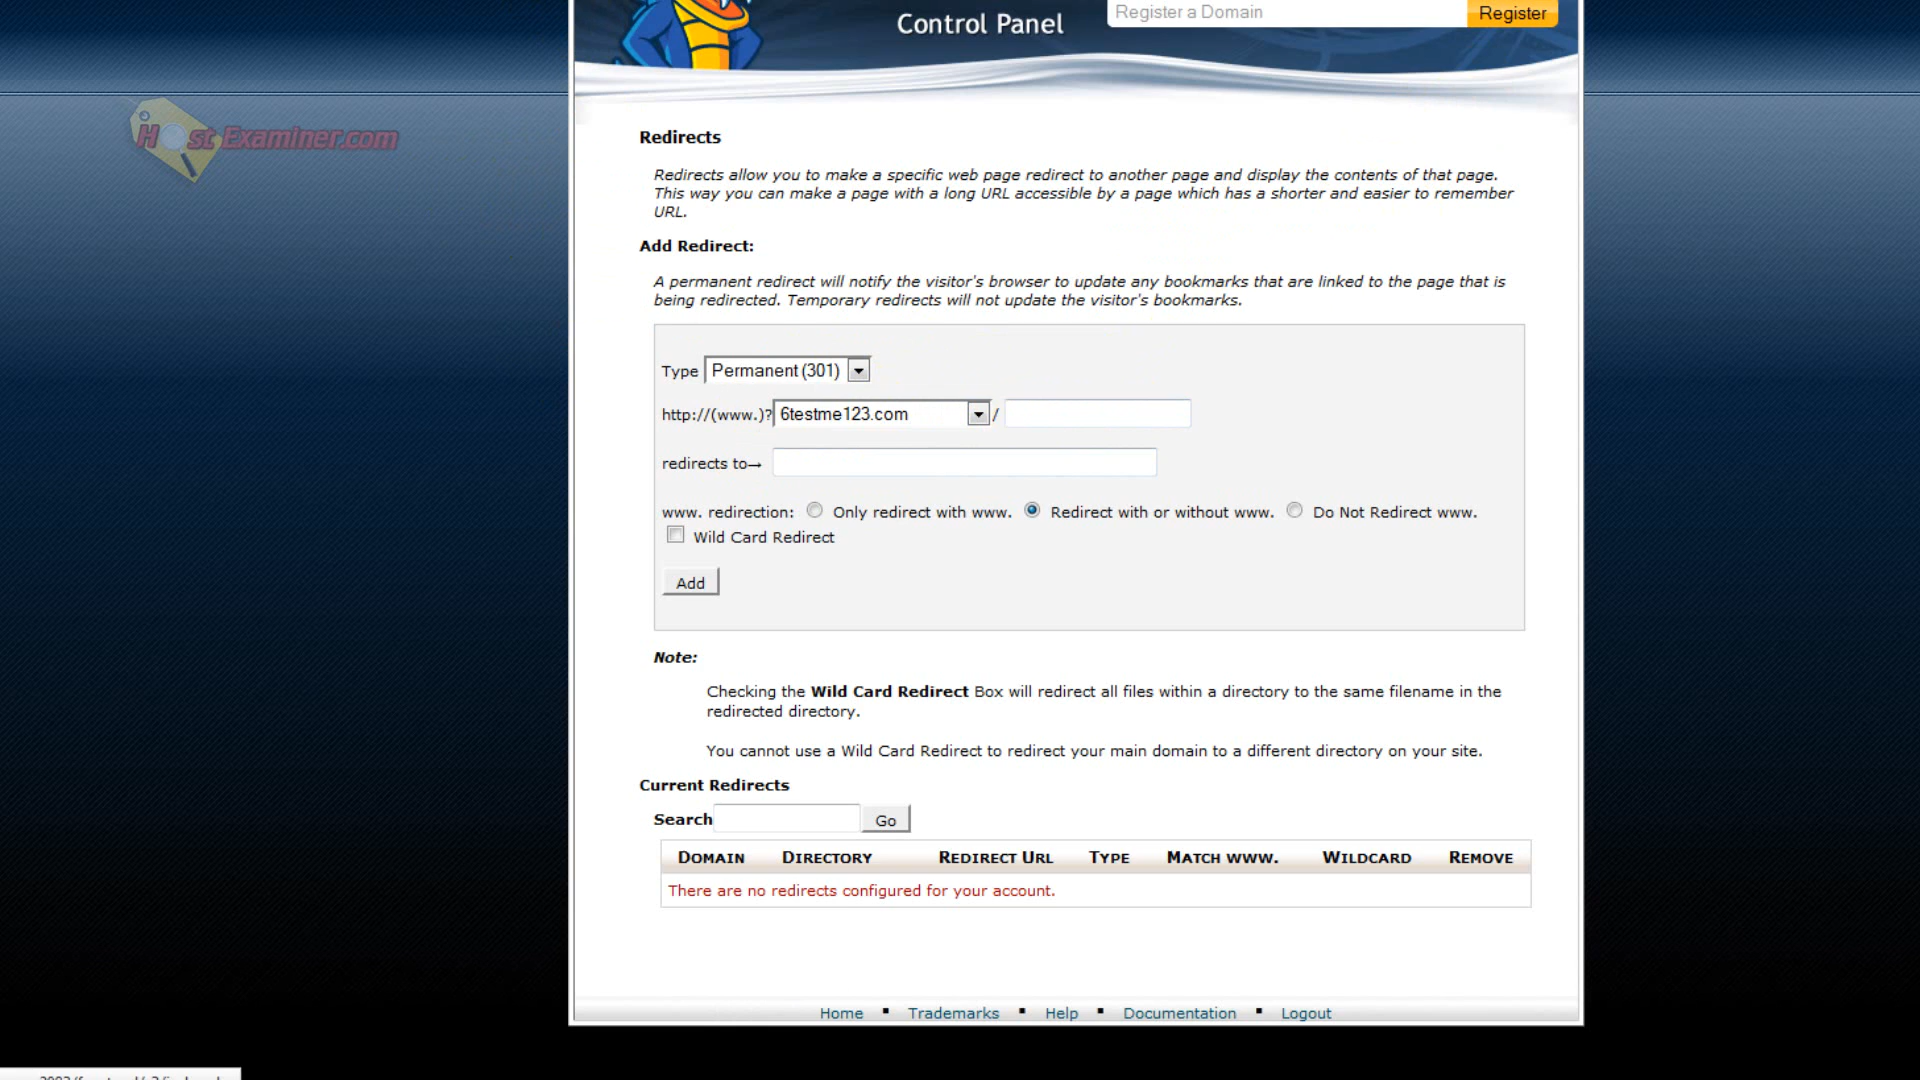 Control Panel
Register a Domain
Register
Host Examiner.com
Redirects
Redirects allow you to make a specific web page redirect to another page and display the contents of that page.
This way you can make a page with a long URL accessible by a page which has a shorter and easier to remember
URL.
Add Redirect:
A permanent redirect will notify the visitor's browser to update any bookmarks that are linked to the page that is
being redirected. Temporary redirects will not update the visitor's bookmarks.
Type Permanent (301)
http://(www.)? 6testme123.com /
redirects to→
www. redirection: Only redirect with www. Redirect with or without www. Do Not Redirect www.
Wild Card Redirect
Add
Note:
Checking the Wild Card Redirect Box will redirect all files within a directory to the same filename in the
redirected directory.
You cannot use a Wild Card Redirect to redirect your main domain to a different directory on your site.
Current Redirects
Search Go
DOMAIN DIRECTORY REDIRECT URL TYPE MATCH WWW. WILDCARD REMOVE
There are no redirects configured for your account.
Home ▪ Trademarks ▪ Help ▪ Documentation ▪ Logout